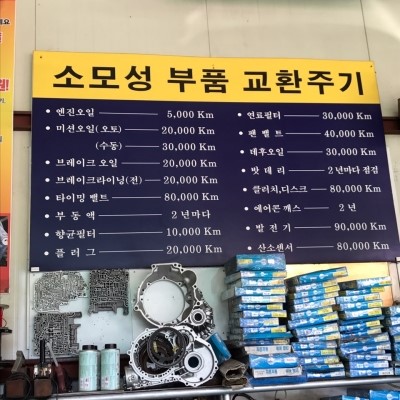 소모성 부품 교환주기
엔진오일 5,000 Km
미션오일(오토) 20,000 Km
(수동) 30,000 Km
브레이크 오일 20,000 Km
브레이크라이닝(전) 20,000 Km
타이밍 벨트 80,000 Km
부동액 2년마다
향균필터 10,000 Km
플러그 20,000 Km
연료필터 30,000 Km
팬벨트 40,000 Km
데후오일 30,000 Km
밧데리 2년마다 점검
클러치,디스크 80,000 Km
에어콘 깨스 2년
발전기 90,000 Km
산소센서 80,000 Km